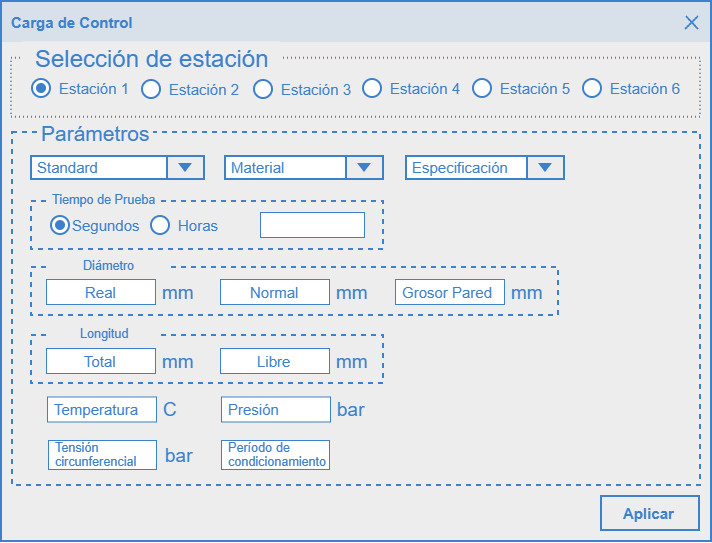 Carga de Control
Selección de estación
Estación 1 Estación 2 Estación 3 Estación 4 Estación 5 Estación 6
Parámetros
Standard Material Especificación
Tiempo de Prueba
Segundos Horas
Diámetro
Real mm Normal mm Grosor Pared mm
Longitud
Total mm Libre mm
Temperatura C Presión bar
Tensión
circunferencial bar
Período de
condicionamiento
Aplicar